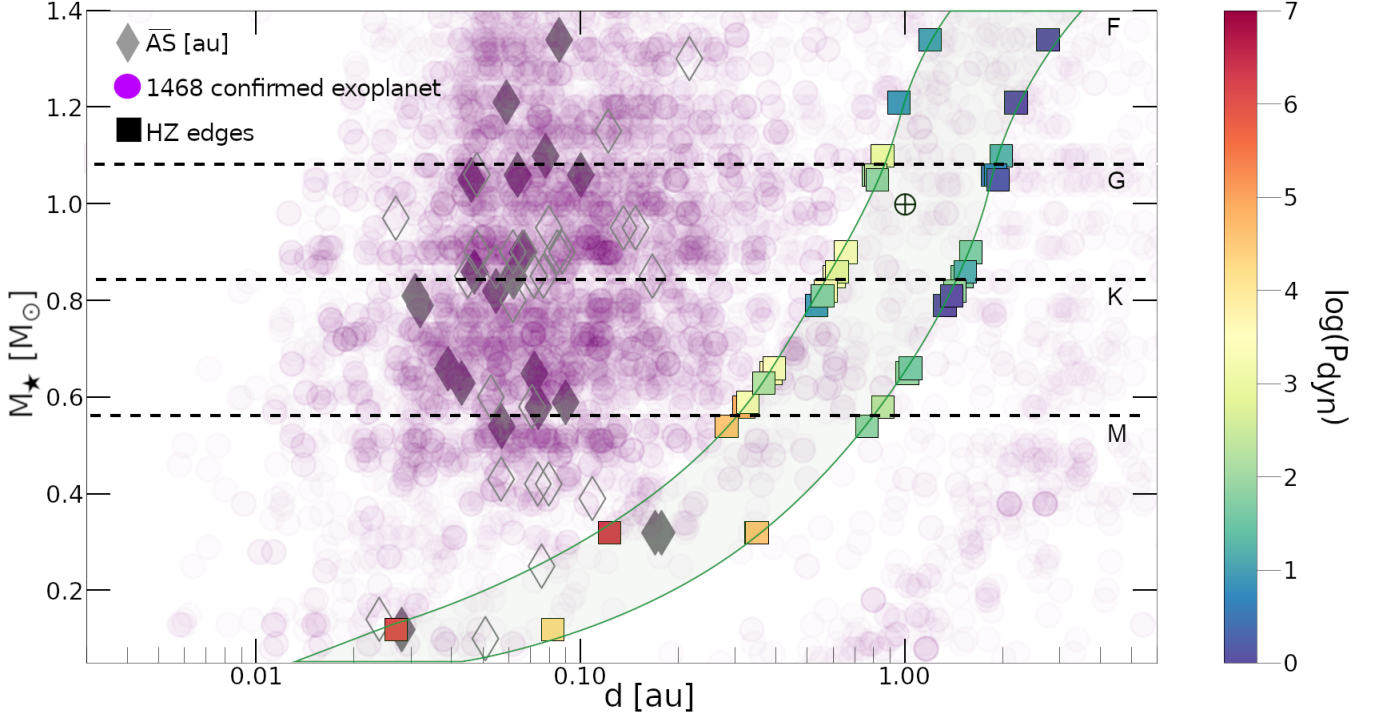 1.4
1.2
1.0
0.8
0.6
0.4
0.2
M★ [M⊙]
A̅S̅ [au]
1468 confirmed exoplanet
HZ edges
F
G
K
M
0.01
0.10
1.00
d [au]
7
6
5
4
3
2
1
0
log(Pdyn)